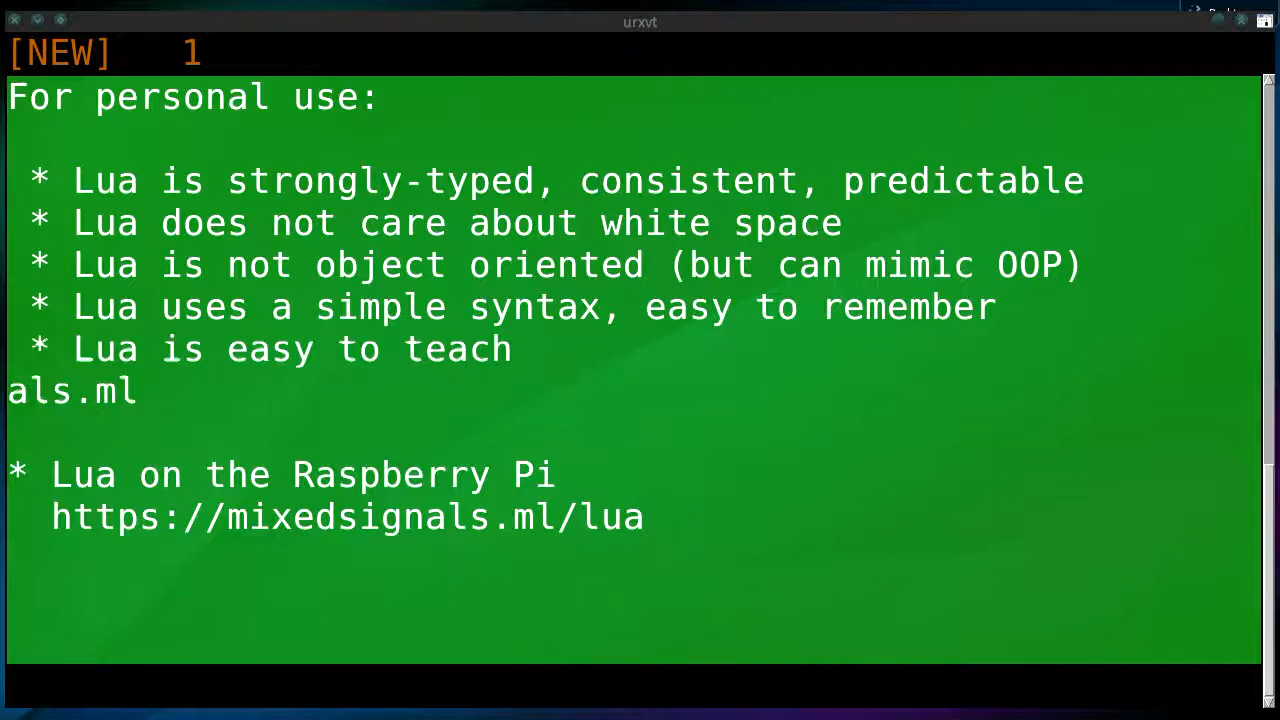 urxvt
[NEW]   1
For personal use:
* Lua is strongly-typed, consistent, predictable
* Lua does not care about white space
* Lua is not object oriented (but can mimic OOP)
* Lua uses a simple syntax, easy to remember
* Lua is easy to teach
als.ml
* Lua on the Raspberry Pi
https://mixedsignals.ml/lua